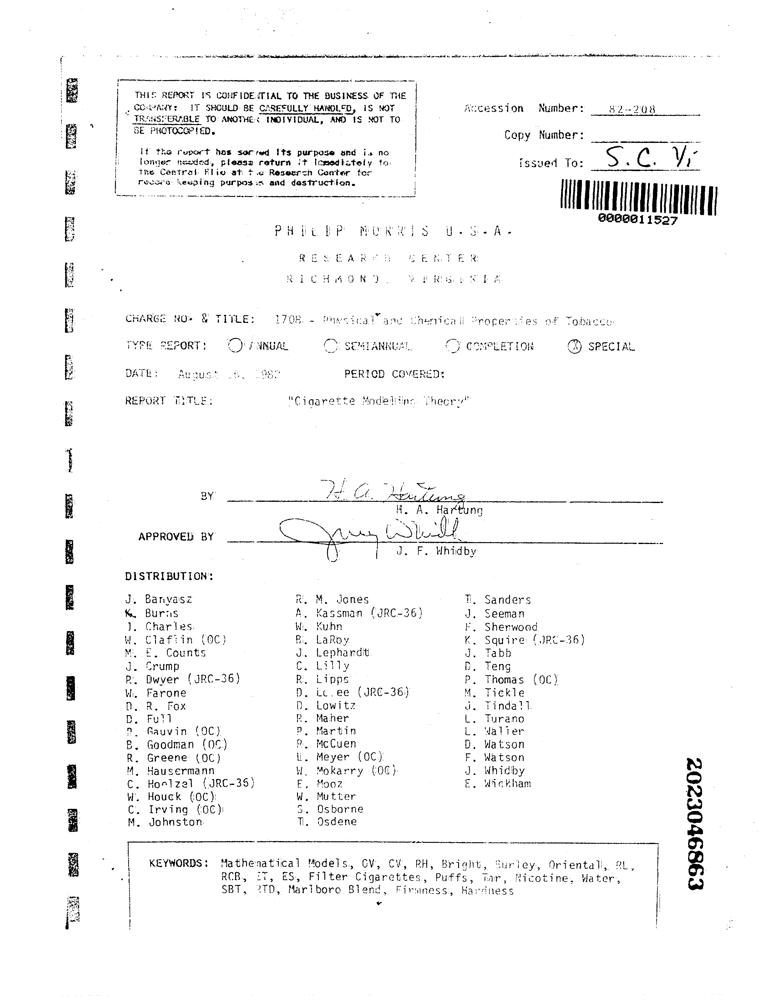 THIS REPORT IS CONFIDENTIAL TO THE BUSINESS OF THE
COMPANY: IT SHOULD BE CAREFULLY HANDLED, IS NOT
TRANSFERABLE TO ANOTHER INDIVIDUAL, AND IS NOT TO
BE PHOTOCOPIED.
If the report has served its purpose and is no
longer needed, please return it immediately to
the Central File at the Research Center for
record keeping purposes and destruction.
Accession Number: 82-208
Copy Number:
Issued To: S. C. Vi
0000011527
PHILIP MORRIS U.S.A.
RESEARCH CENTER
RICHMOND, VIRGINIA
CHARGE NO. & TITLE: 1708 - Physical and Chemical Properties of Tobacco
TYPE REPORT: ANNUAL SEMIANNUAL COMPLETION (X) SPECIAL
DATE: August 1982 PERIOD COVERED:
REPORT TITLE: "Cigarette Modelling Theory"
BY H. A. Hartung
H. A. Hartung
APPROVED BY Jerry Whidby
J. F. Whidby
DISTRIBUTION:
J. Banyasz
K. Burns
J. Charles
W. Claflin (OC)
M. E. Counts
J. Crump
R. Dwyer (JRC-36)
W. Farone
D. R. Fox
D. Full
Gauvin (OC)
B. Goodman (OC)
R. Greene (OC)
M. Hausermann
C. Hoelzel (JRC-36)
W. Houck (OC)
C. Irving (OC)
M. Johnston
R. M. Jones
A. Kassman (JRC-36)
W. Kuhn
B. LaRoy
J. Lephardt
C. Lilly
R. Lipps
D. (JRC-36)
D. Lowitz
R. Maher
P. Martin
R. McCuen
L. Meyer (OC)
W. Mokarry (OC)
E. Mooz
W. Mutter
S. Osborne
T. Osdene
T. Sanders
J. Seeman
F. Sherwood
K. Squire (JRC-36)
J. Tabb
D. Teng
P. Thomas (OC)
M. Tickle
J. Tindall
L. Turano
L. Waller
D. Watson
F. Watson
J. Whidby
E. Wickham
KEYWORDS: Mathematical Models, OV, CV, RH, Bright, Burley, Oriental, RL,
RCB, ET, ES, Filter Cigarettes, Puffs, Tar, Nicotine, Water,
SBT, RTD, Marlboro Blend, Firmness, Hardness
2023046863